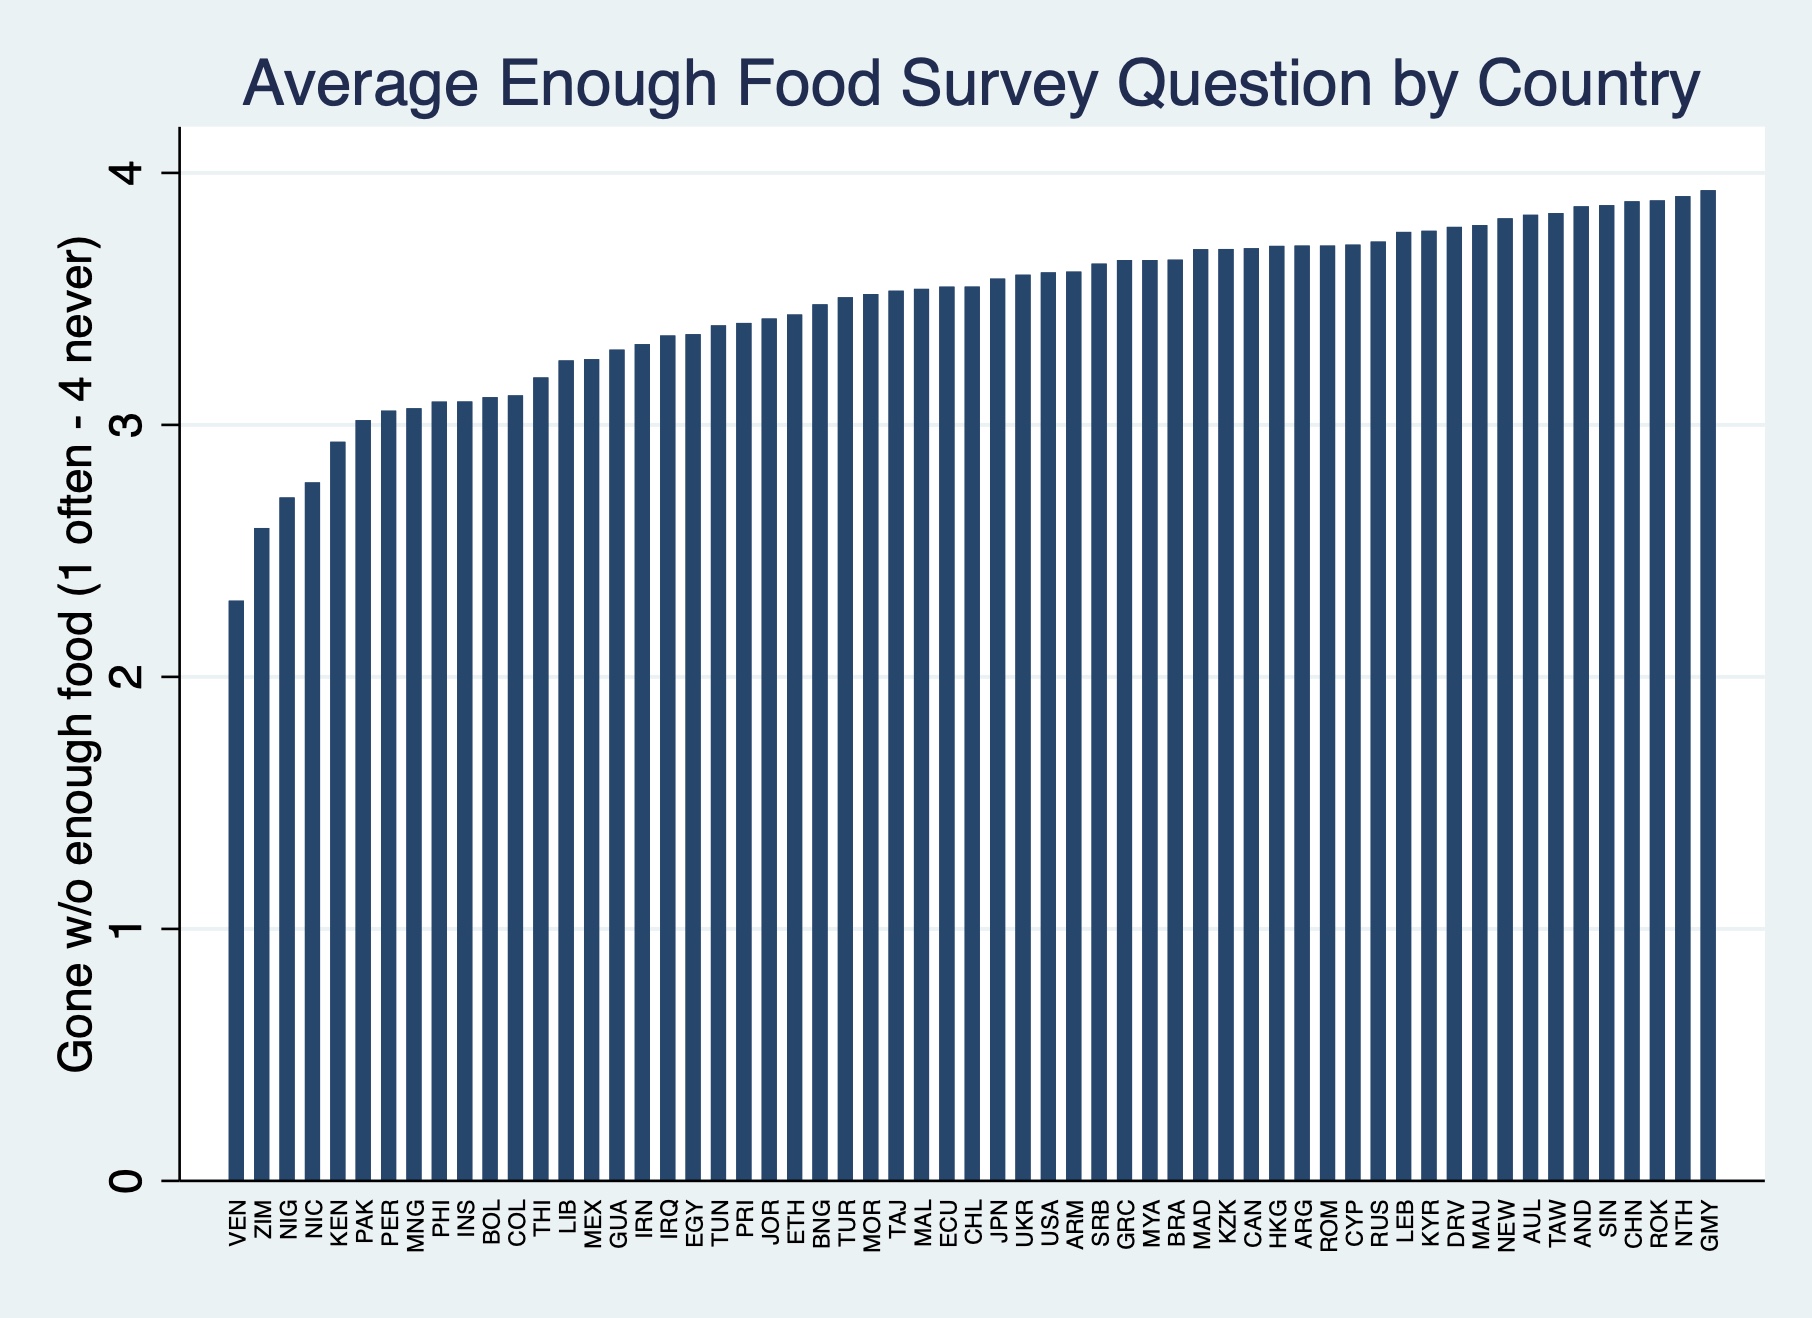 Average Enough Food Survey Question by Country
Gone w/o enough food (1 often - 4 never)
4
3
2
1
0
VEN
ZIM
NIG
NIC
KEN
PAK
PER
MNG
PHI
INS
BOL
COL
THI
LIB
MEX
GUA
IRN
IRQ
EGY
TUN
PRI
JOR
ETH
BNG
TUR
MOR
TAJ
MAL
ECU
CHL
JPN
UKR
USA
ARM
SRB
GRC
MYA
BRA
MAD
KZK
CAN
HKG
ARG
ROM
CYP
RUS
LEB
KYR
DRV
MAU
NEW
AUL
TAW
AND
SIN
CHN
ROK
NTH
GMY